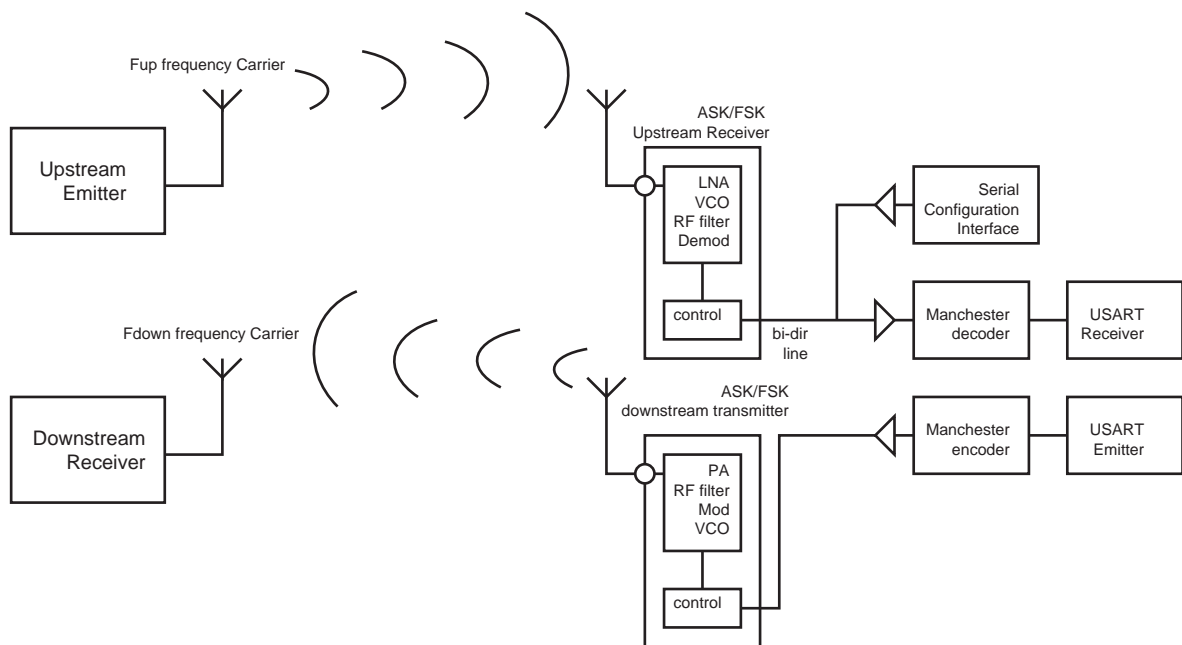 Fup frequency Carrier
Upstream
Emitter
ASK/FSK
Upstream Receiver
LNA
VCO
RF filter
Demod
control
bi-dir
line
Serial
Configuration
Interface
Manchester
decoder
USART
Receiver
Fdown frequency Carrier
Downstream
Receiver
ASK/FSK
downstream transmitter
PA
RF filter
Mod
VCO
control
Manchester
encoder
USART
Emitter